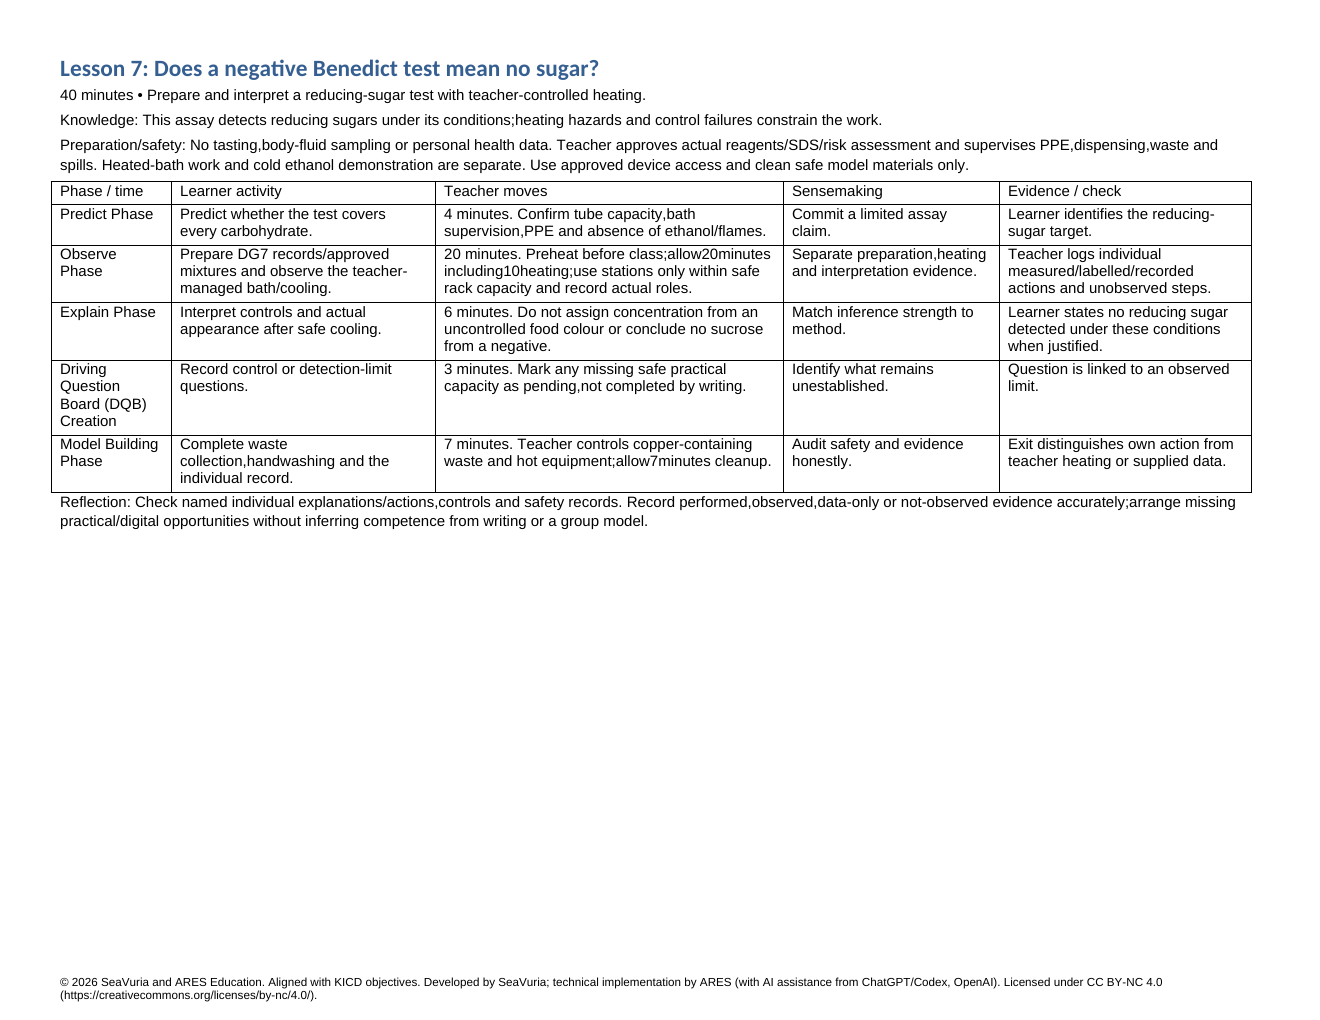 Lesson 7: Does a negative Benedict test mean no sugar?
40 minutes • Prepare and interpret a reducing-sugar test with teacher-controlled heating.
Knowledge: This assay detects reducing sugars under its conditions;heating hazards and control failures constrain the work.
Preparation/safety: No tasting,body-fluid sampling or personal health data. Teacher approves actual reagents/SDS/risk assessment and supervises PPE,dispensing,waste and
spills. Heated-bath work and cold ethanol demonstration are separate. Use approved device access and clean safe model materials only.
Phase / time
Learner activity
Teacher moves
Sensemaking
Evidence / check
Predict Phase
Predict whether the test covers
every carbohydrate.
4 minutes. Confirm tube capacity,bath
supervision,PPE and absence of ethanol/flames.
Commit a limited assay
claim.
Learner identifies the reducing-
sugar target.
Observe
Phase
Prepare DG7 records/approved
mixtures and observe the teacher-
managed bath/cooling.
20 minutes. Preheat before class;allow20minutes
including10heating;use stations only within safe
rack capacity and record actual roles.
Separate preparation,heating
and interpretation evidence.
Teacher logs individual
measured/labelled/recorded
actions and unobserved steps.
Explain Phase
Interpret controls and actual
appearance after safe cooling.
6 minutes. Do not assign concentration from an
uncontrolled food colour or conclude no sucrose
from a negative.
Match inference strength to
method.
Learner states no reducing sugar
detected under these conditions
when justified.
Driving
Question
Board (DQB)
Creation
Record control or detection-limit
questions.
3 minutes. Mark any missing safe practical
capacity as pending,not completed by writing.
Identify what remains
unestablished.
Question is linked to an observed
limit.
Model Building
Phase
Complete waste
collection,handwashing and the
individual record.
7 minutes. Teacher controls copper-containing
waste and hot equipment;allow7minutes cleanup.
Audit safety and evidence
honestly.
Exit distinguishes own action from
teacher heating or supplied data.
Reflection: Check named individual explanations/actions,controls and safety records. Record performed,observed,data-only or not-observed evidence accurately;arrange missing
practical/digital opportunities without inferring competence from writing or a group model.
© 2026 SeaVuria and ARES Education. Aligned with KICD objectives. Developed by SeaVuria; technical implementation by ARES (with AI assistance from ChatGPT/Codex, OpenAI). Licensed under CC BY-NC 4.0
(https://creativecommons.org/licenses/by-nc/4.0/).